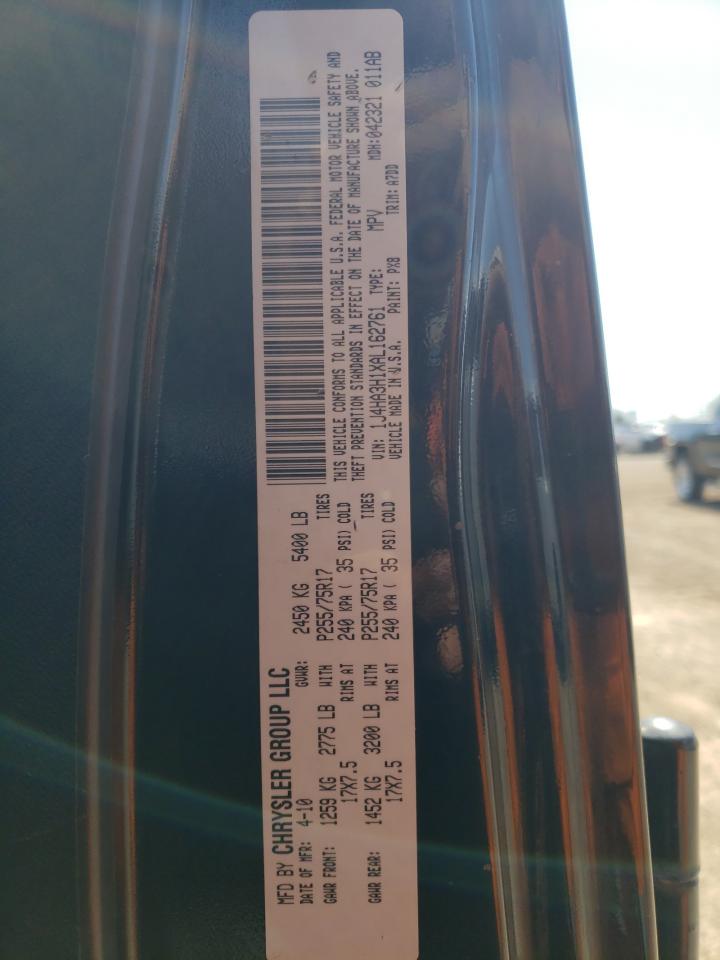 MFD BY CHRYSLER GROUP LLC
DATE OF MFR: 4-10 GVWR: 2450 KG 5400 LB
GAWR FRONT: 1259 KG 2775 LB WITH P255/75R17 TIRES
17X7.5 RIMS AT 240 KPA ( 35 PSI) COLD
GAWR REAR: 1452 KG 3200 LB WITH P255/75R17 TIRES
17X7.5 RIMS AT 240 KPA ( 35 PSI) COLD
THIS VEHICLE CONFORMS TO ALL APPLICABLE U.S.A. FEDERAL MOTOR VEHICLE SAFETY AND
THEFT PREVENTION STANDARDS IN EFFECT ON THE DATE OF MANUFACTURE SHOWN ABOVE.
VIN: 1J4HA3H1XAL162761 TYPE: MPV MDH:042321 011AB
VEHICLE MADE IN U.S.A. PAINT: PX8 TRIM: A7DD